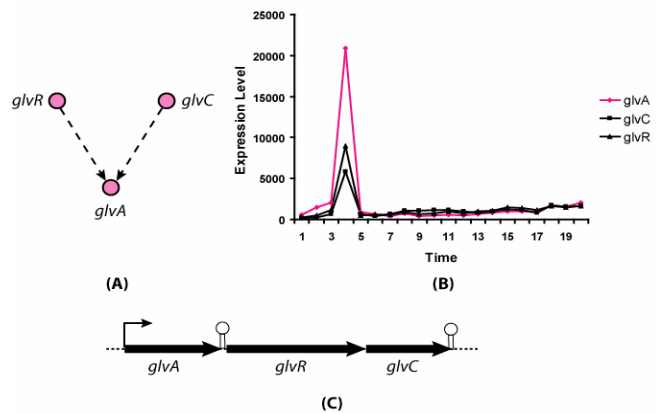 glvR
glvC
glvA
(A)
Expression Level
25000
20000
15000
10000
5000
0
1 3 5 7 9 11 13 15 17 19
Time
glvA
glvC
glvR
(B)
glvA glvR glvC
(C)